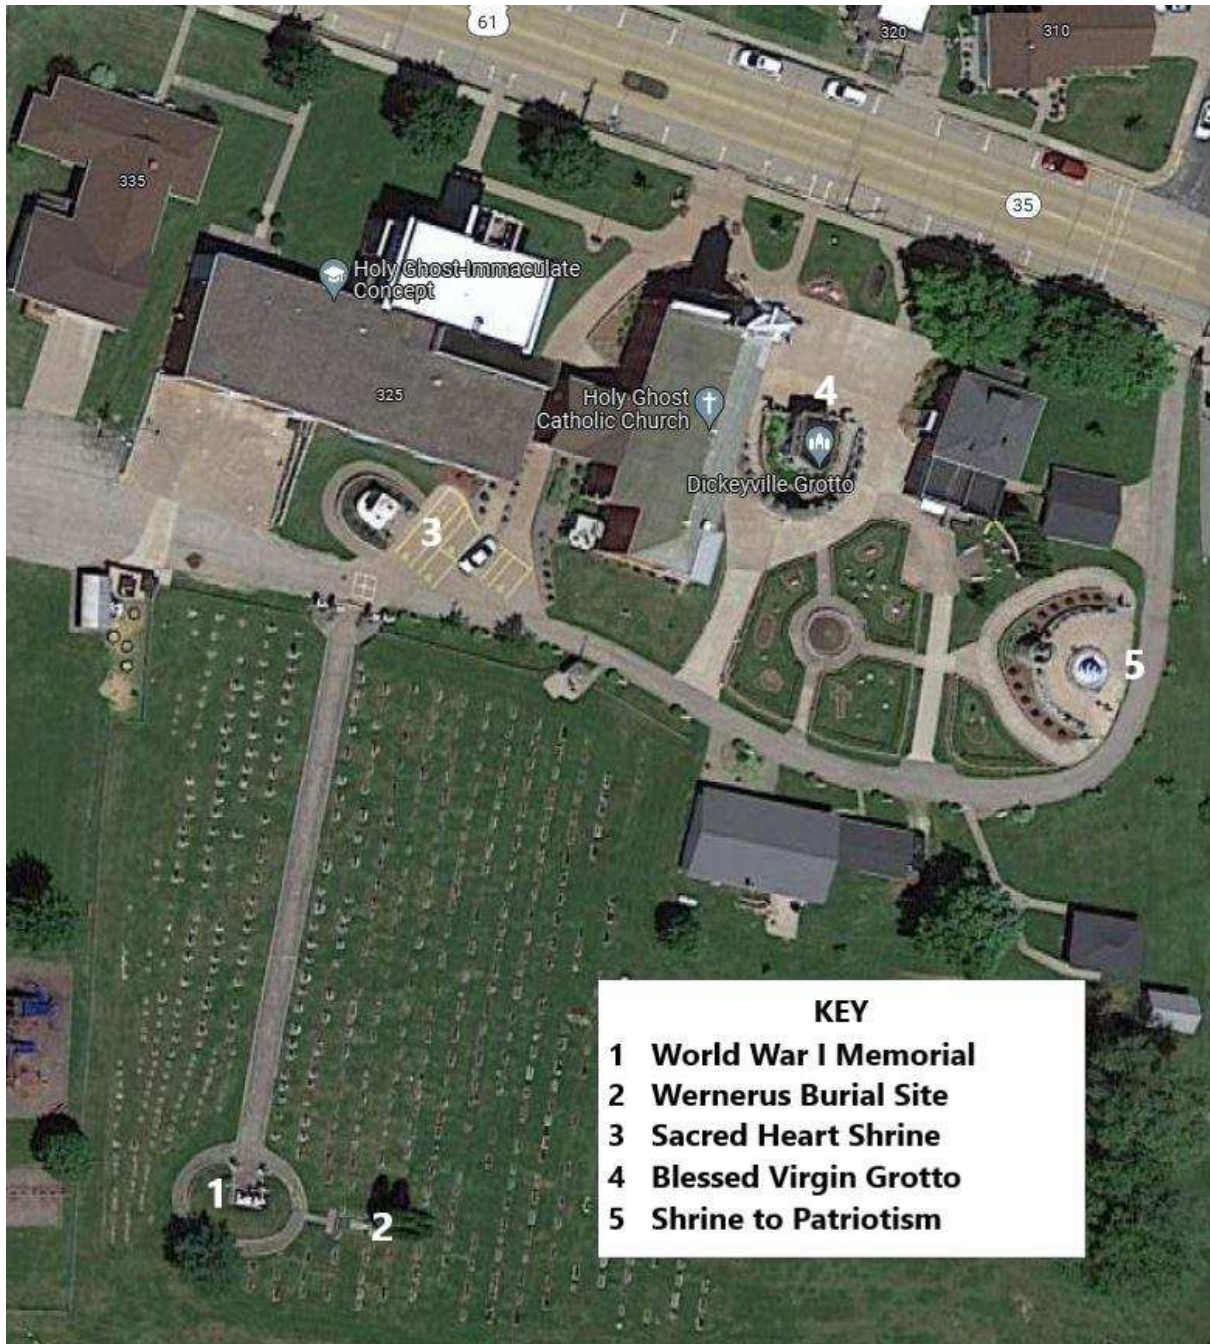 61
320
310
335
35
Holy Ghost-Immaculate
Concept
325
4
Holy Ghost
Catholic Church
Dickeyville Grotto
3
5
KEY
1 World War I Memorial
2 Wernerus Burial Site
3 Sacred Heart Shrine
4 Blessed Virgin Grotto
5 Shrine to Patriotism
1
2